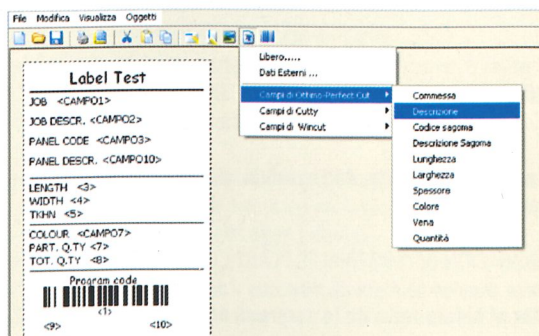 File Modifica Visualizza Oggetti
Libero.....
Dati Esterni ...
Campi di Ottimo-Perfect Cut
Campi di Cutty
Campi di Wincut
Commessa
Descrizione
Codice sagoma
Descrizione Sagoma
Lunghezza
Larghezza
Spessore
Colore
Vena
Quantità
Label Test
JOB <CAMPO1>
JOB DESCR. <CAMPO2>
PANEL CODE <CAMPO3>
PANEL DESCR. <CAMPO10>
LENGTH <3>
WIDTH <4>
TKHN <5>
COLOUR <CAMPO7>
PART. Q.TY <7>
TOT. Q.TY <8>
Program code
<1>
<9> <10>